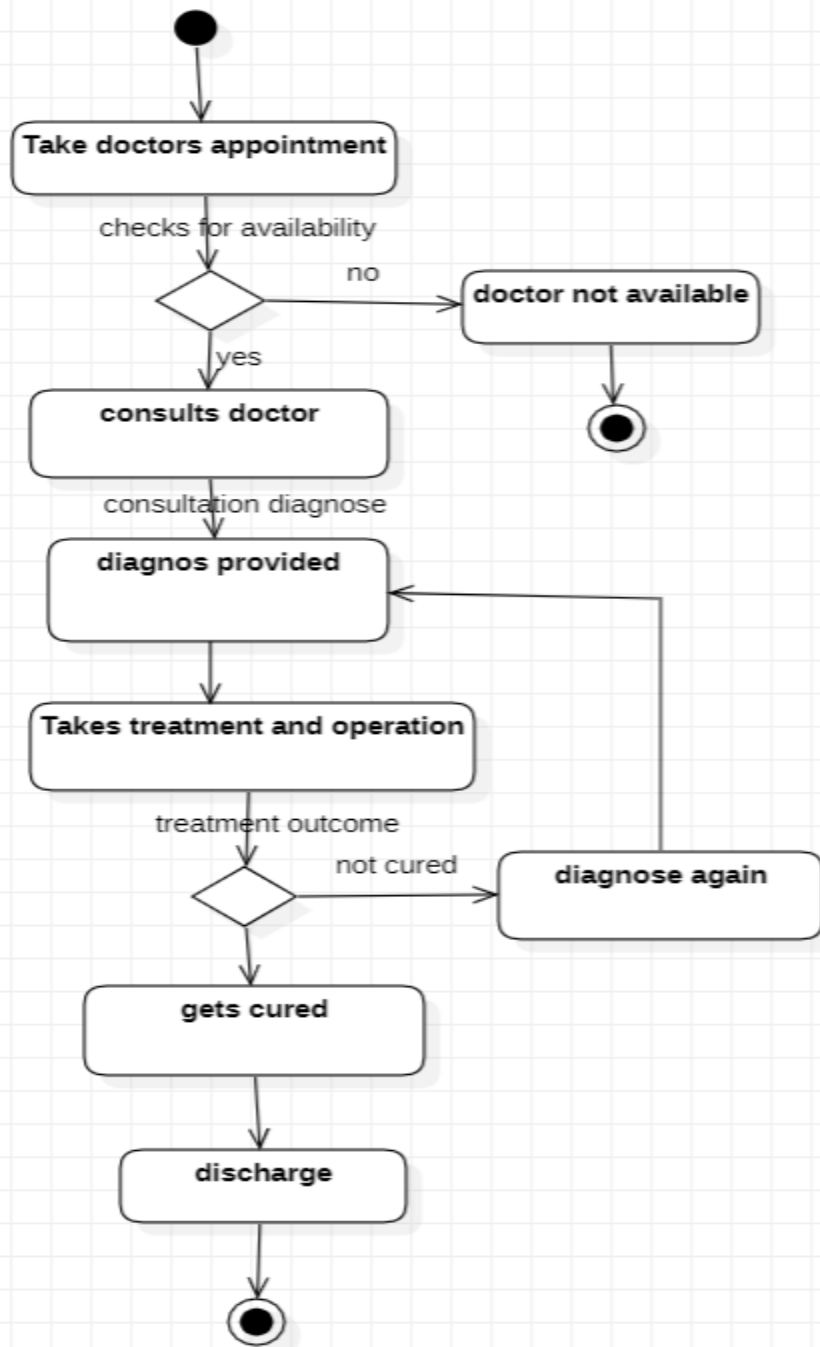 Take doctors appointment
checks for availability
no
doctor not available
yes
consults doctor
consultation diagnose
diagnos provided
Takes treatment and operation
treatment outcome
not cured
diagnose again
gets cured
discharge